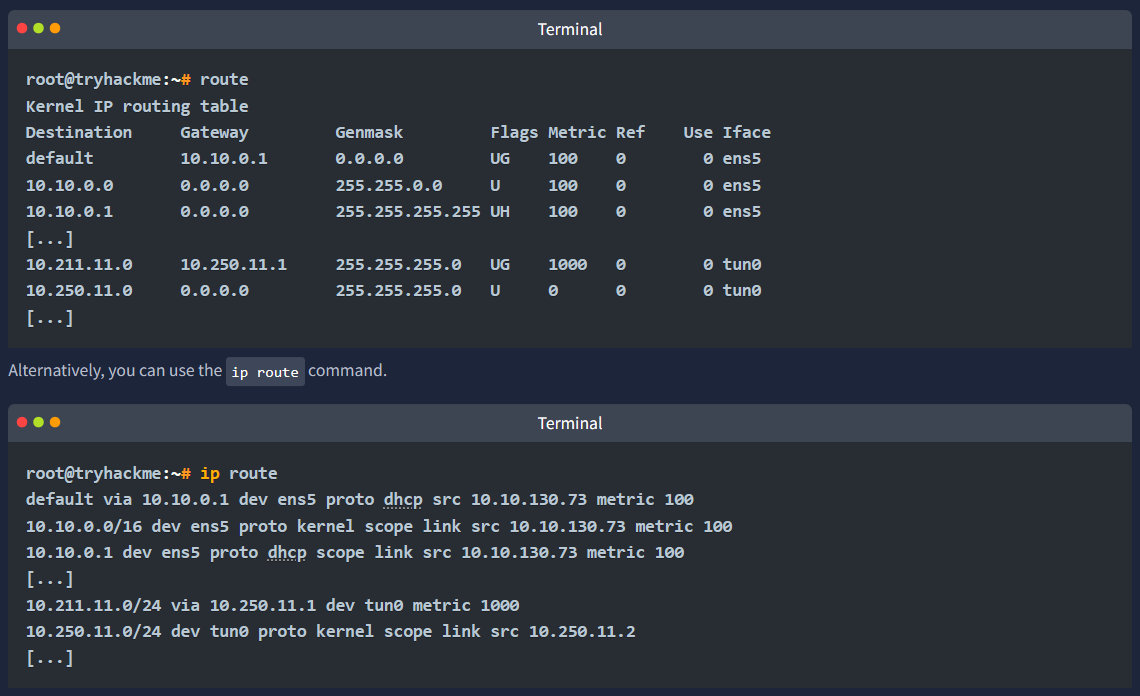 Terminal
root@tryhackme:~# route
Kernel IP routing table
Destination     Gateway         Genmask         Flags Metric Ref    Use Iface
default         10.10.0.1       0.0.0.0         UG    100    0        0 ens5
10.10.0.0       0.0.0.0         255.255.0.0     U     100    0        0 ens5
10.10.0.1       0.0.0.0         255.255.255.255 UH    100    0        0 ens5
[...]
10.211.11.0     10.250.11.1     255.255.255.0   UG    1000   0        0 tun0
10.250.11.0     0.0.0.0         255.255.255.0   U     0      0        0 tun0
[...]
Alternatively, you can use the ip route command.
Terminal
root@tryhackme:~# ip route
default via 10.10.0.1 dev ens5 proto dhcp src 10.10.130.73 metric 100
10.10.0.0/16 dev ens5 proto kernel scope link src 10.10.130.73 metric 100
10.10.0.1 dev ens5 proto dhcp scope link src 10.10.130.73 metric 100
[...]
10.211.11.0/24 via 10.250.11.1 dev tun0 metric 1000
10.250.11.0/24 dev tun0 proto kernel scope link src 10.250.11.2
[...]